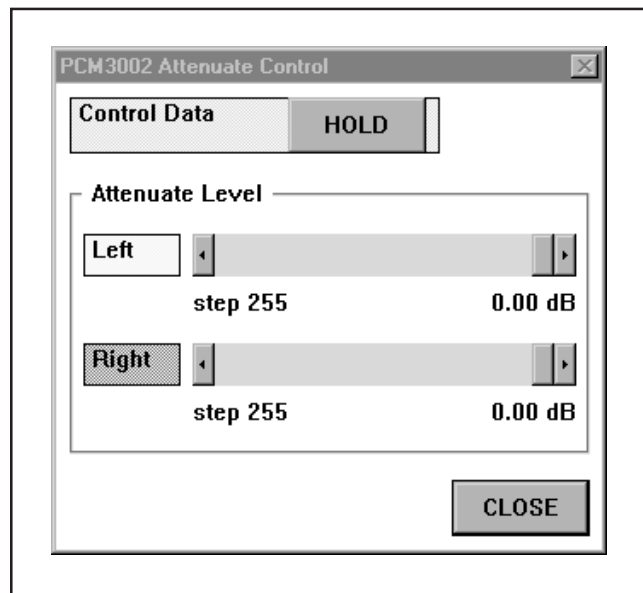 PCM3002 Attenuate Control
Control Data HOLD
Attenuate Level
Left
step 255 0.00 dB
Right
step 255 0.00 dB
CLOSE